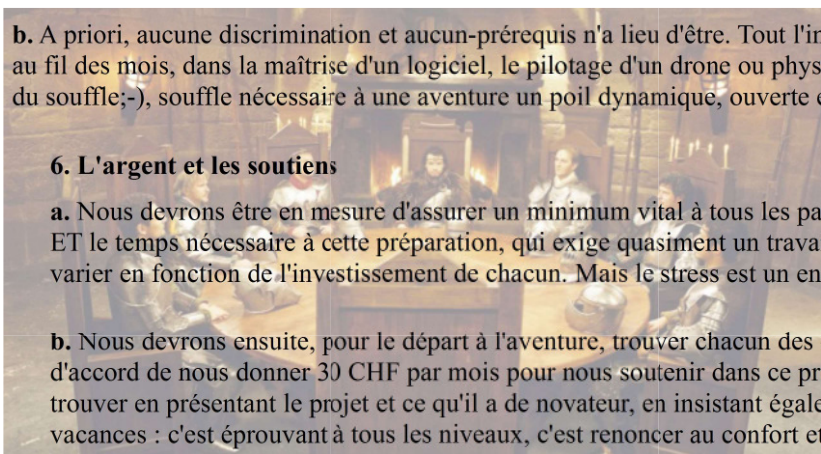 b. A priori, aucune discrimination et aucun-prérequis n'a lieu d'être. Tout l'in
au fil des mois, dans la maîtrise d'un logiciel, le pilotage d'un drone ou phys
du souffle;-), souffle nécessaire à une aventure un poil dynamique, ouverte e
6. L'argent et les soutiens
a. Nous devrons être en mesure d'assurer un minimum vital à tous les pa
ET le temps nécessaire à cette préparation, qui exige quasiment un trava
varier en fonction de l'investissement de chacun. Mais le stress est un en
b. Nous devrons ensuite, pour le départ à l'aventure, trouver chacun des
d'accord de nous donner 30 CHF par mois pour nous soutenir dans ce pr
trouver en présentant le projet et ce qu'il a de novateur, en insistant égale
vacances : c'est éprouvant à tous les niveaux, c'est renoncer au confort et